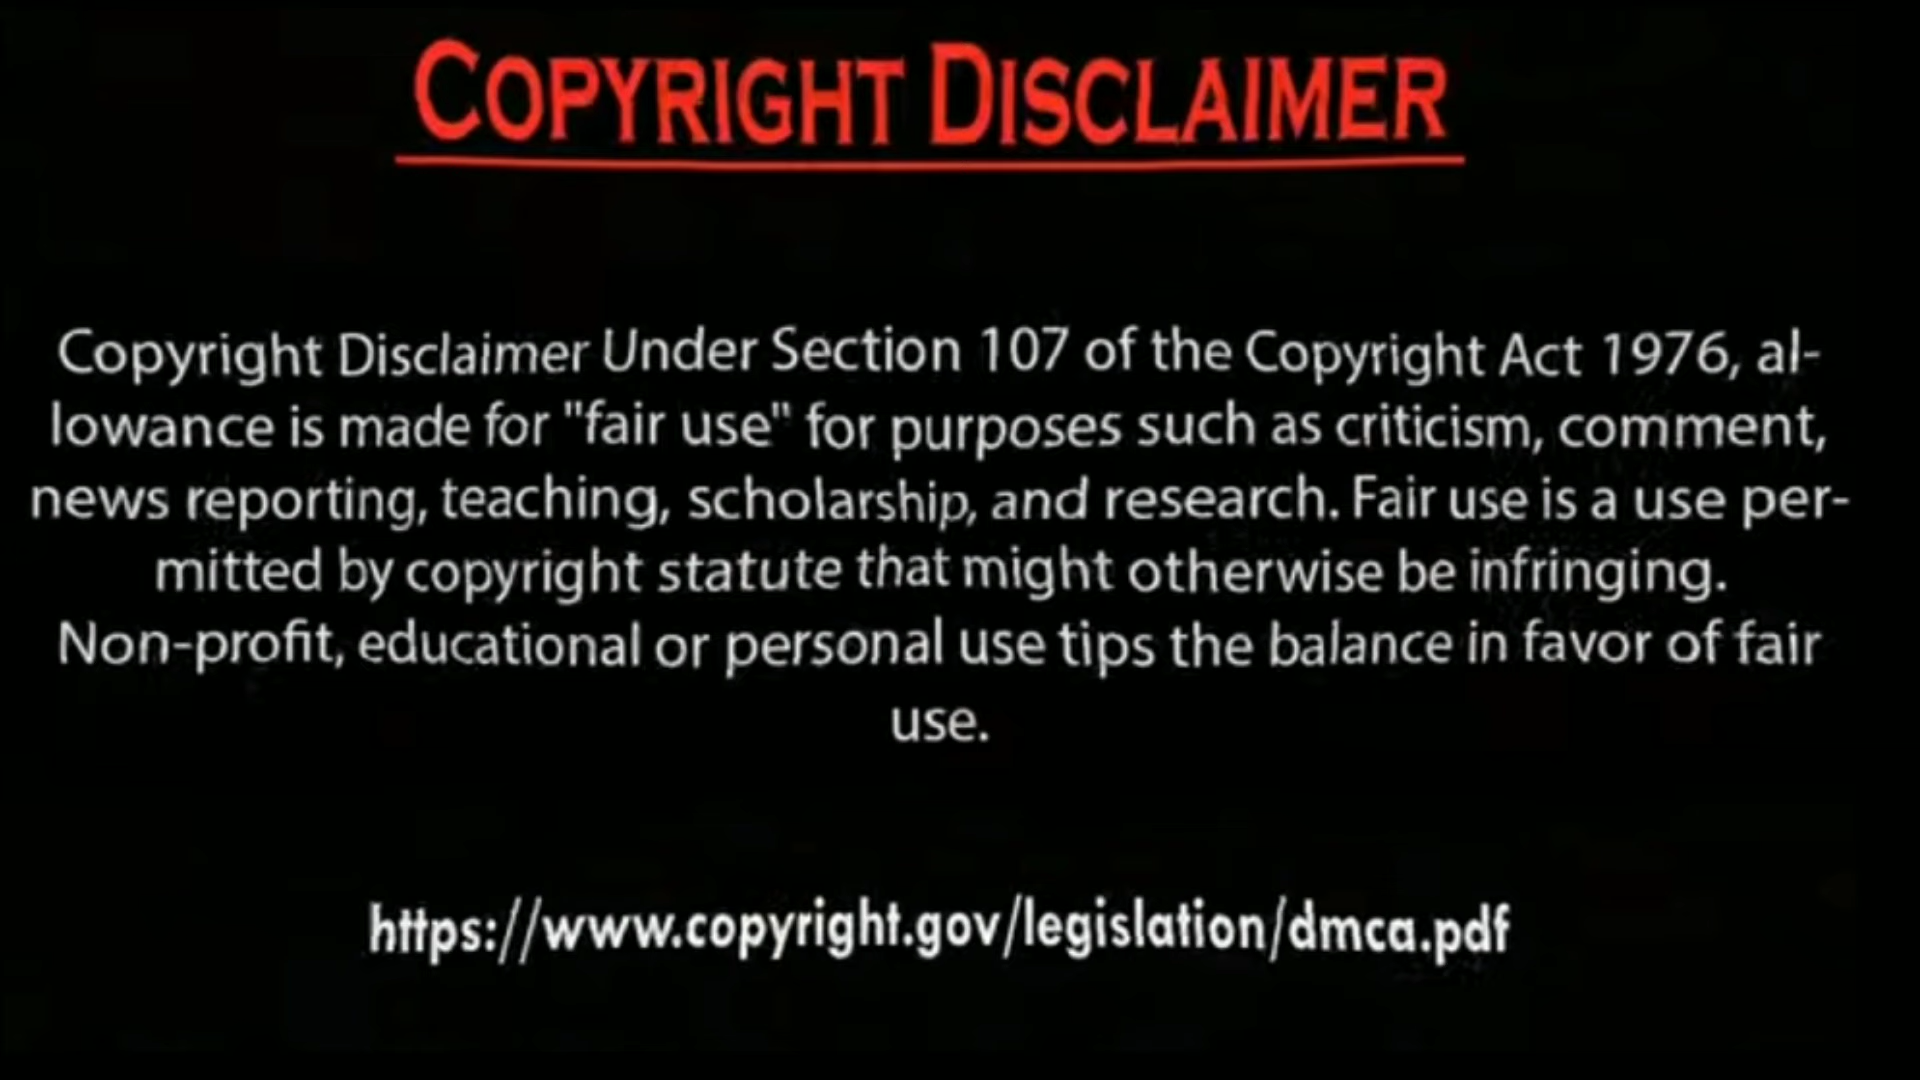 COPYRIGHT DISCLAIMER
Copyright Disclaimer Under Section 107 of the Copyright Act 1976, al-
lowance is made for "fair use" for purposes such as criticism, comment,
news reporting, teaching, scholarship, and research. Fair use is a use per-
mitted by copyright statute that might otherwise be infringing.
Non-profit, educational or personal use tips the balance in favor of fair
use.
https://www.copyright.gov/legislation/dmca.pdf